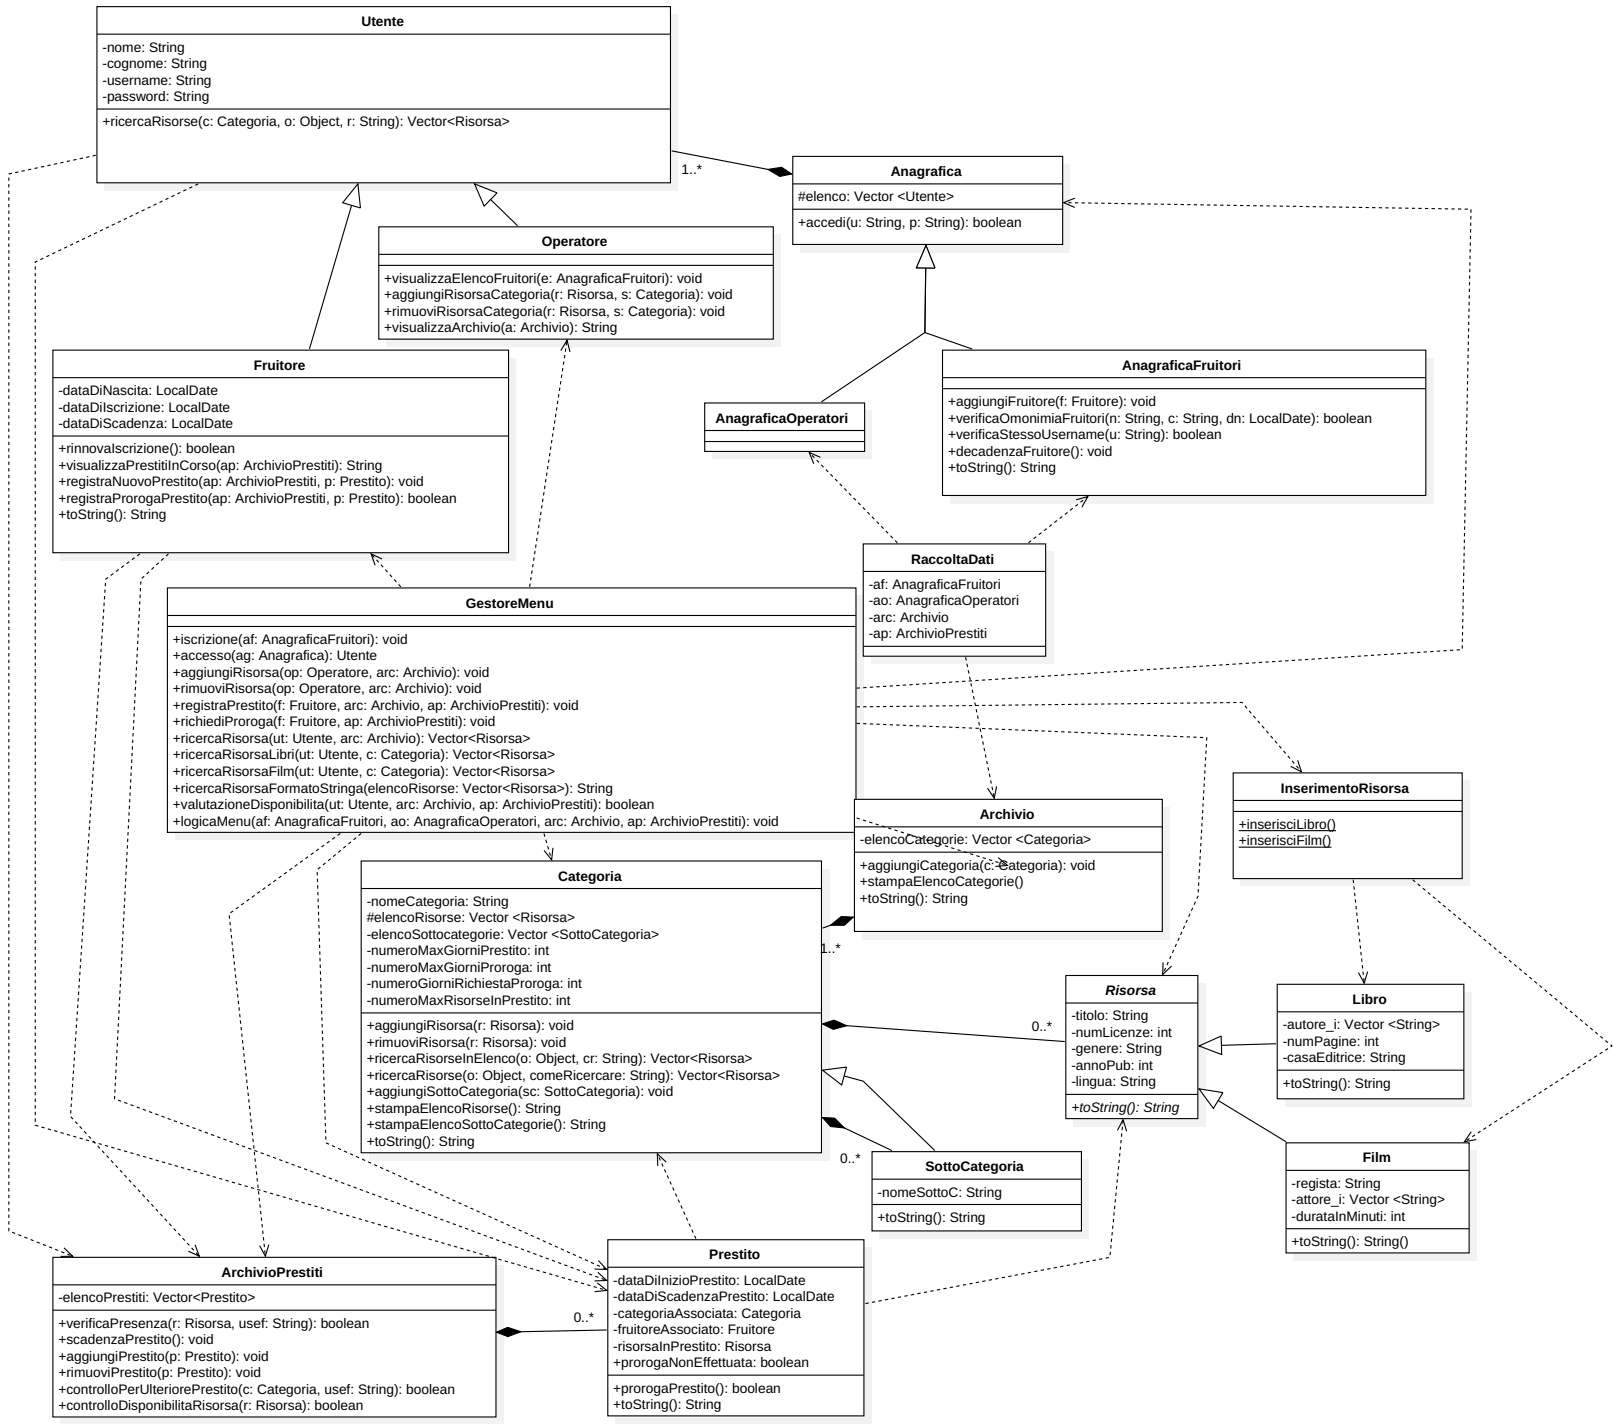 Utente
-nome: String
-cognome: String
-username: String
-password: String
+ricercaRisorse(c: Categoria, o: Object, r: String): Vector<Risorsa>
1..*
Anagrafica
#elenco: Vector <Utente>
+accedi(u: String, p: String): boolean
Operatore
+visualizzaElencoFruitori(e: AnagraficaFruitori): void
+aggiungiRisorsaCategoria(r: Risorsa, s: Categoria): void
+rimuoviRisorsaCategoria(r: Risorsa, s: Categoria): void
+visualizzaArchivio(a: Archivio): String
Fruitore
-dataDiNascita: LocalDate
-dataDiIscrizione: LocalDate
-dataDiScadenza: LocalDate
+rinnovaIscrizione(): boolean
+visualizzaPrestitiInCorso(ap: ArchivioPrestiti): String
+registraNuovoPrestito(ap: ArchivioPrestiti, p: Prestito): void
+registraProrogaPrestito(ap: ArchivioPrestiti, p: Prestito): boolean
+toString(): String
AnagraficaOperatori
AnagraficaFruitori
+aggiungiFruitore(f: Fruitore): void
+verificaOmonimiaFruitori(n: String, c: String, dn: LocalDate): boolean
+verificaStessoUsername(u: String): boolean
+decadenzaFruitore(): void
+toString(): String
RaccoltaDati
-af: AnagraficaFruitori
-ao: AnagraficaOperatori
-arc: Archivio
-ap: ArchivioPrestiti
GestoreMenu
+iscrizione(af: AnagraficaFruitori): void
+accesso(ag: Anagrafica): Utente
+aggiungiRisorsa(op: Operatore, arc: Archivio): void
+rimuoviRisorsa(op: Operatore, arc: Archivio): void
+registraPrestito(f: Fruitore, arc: Archivio, ap: ArchivioPrestiti): void
+richiediProroga(f: Fruitore, ap: ArchivioPrestiti): void
+ricercaRisorsa(ut: Utente, arc: Archivio): Vector<Risorsa>
+ricercaRisorsaLibri(ut: Utente, c: Categoria): Vector<Risorsa>
+ricercaRisorsaFilm(ut: Utente, c: Categoria): Vector<Risorsa>
+ricercaRisorsaFormatoStringa(elencoRisorse: Vector<Risorsa>): String
+valutazioneDisponibilita(ut: Utente, arc: Archivio, ap: ArchivioPrestiti): boolean
+logicaMenu(af: AnagraficaFruitori, ao: AnagraficaOperatori, arc: Archivio, ap: ArchivioPrestiti): void
Archivio
-elencoCategorie: Vector <Categoria>
+aggiungiCategoria(c: Categoria): void
+stampaElencoCategorie()
+toString(): String
InserimentoRisorsa
+inserisciLibro()
+inserisciFilm()
Categoria
-nomeCategoria: String
#elencoRisorse: Vector <Risorsa>
-elencoSottocategorie: Vector <SottoCategoria>
-numeroMaxGiorniPrestito: int
-numeroMaxGiorniProroga: int
-numeroGiorniRichiestaProroga: int
-numeroMaxRisorseInPrestito: int
+aggiungiRisorsa(r: Risorsa): void
+rimuoviRisorsa(r: Risorsa): void
+ricercaRisorseInElenco(o: Object, cr: String): Vector<Risorsa>
+ricercaRisorse(o: Object, comeRicercare: String): Vector<Risorsa>
+aggiungiSottoCategoria(sc: SottoCategoria): void
+stampaElencoRisorse(): String
+stampaElencoSottoCategorie(): String
+toString(): String
1..*
0..*
0..*
Risorsa
-titolo: String
-numLicenze: int
-genere: String
-annoPub: int
-lingua: String
+toString(): String
Libro
-autore_i: Vector <String>
-numPagine: int
-casaEditrice: String
+toString(): String
SottoCategoria
-nomeSottoC: String
+toString(): String
Film
-regista: String
-attore_i: Vector <String>
-durataInMinuti: int
+toString(): String()
ArchivioPrestiti
-elencoPrestiti: Vector<Prestito>
+verificaPresenza(r: Risorsa, usef: String): boolean
+scadenzaPrestito(): void
+aggiungiPrestito(p: Prestito): void
+rimuoviPrestito(p: Prestito): void
+controlloPerUlteriorePrestito(c: Categoria, usef: String): boolean
+controlloDisponibilitaRisorsa(r: Risorsa): boolean
0..*
Prestito
-dataDiInizioPrestito: LocalDate
-dataDiScadenzaPrestito: LocalDate
-categoriaAssociata: Categoria
-fruitoreAssociato: Fruitore
-risorsaInPrestito: Risorsa
+prorogaNonEffettuata: boolean
+prorogaPrestito(): boolean
+toString(): String